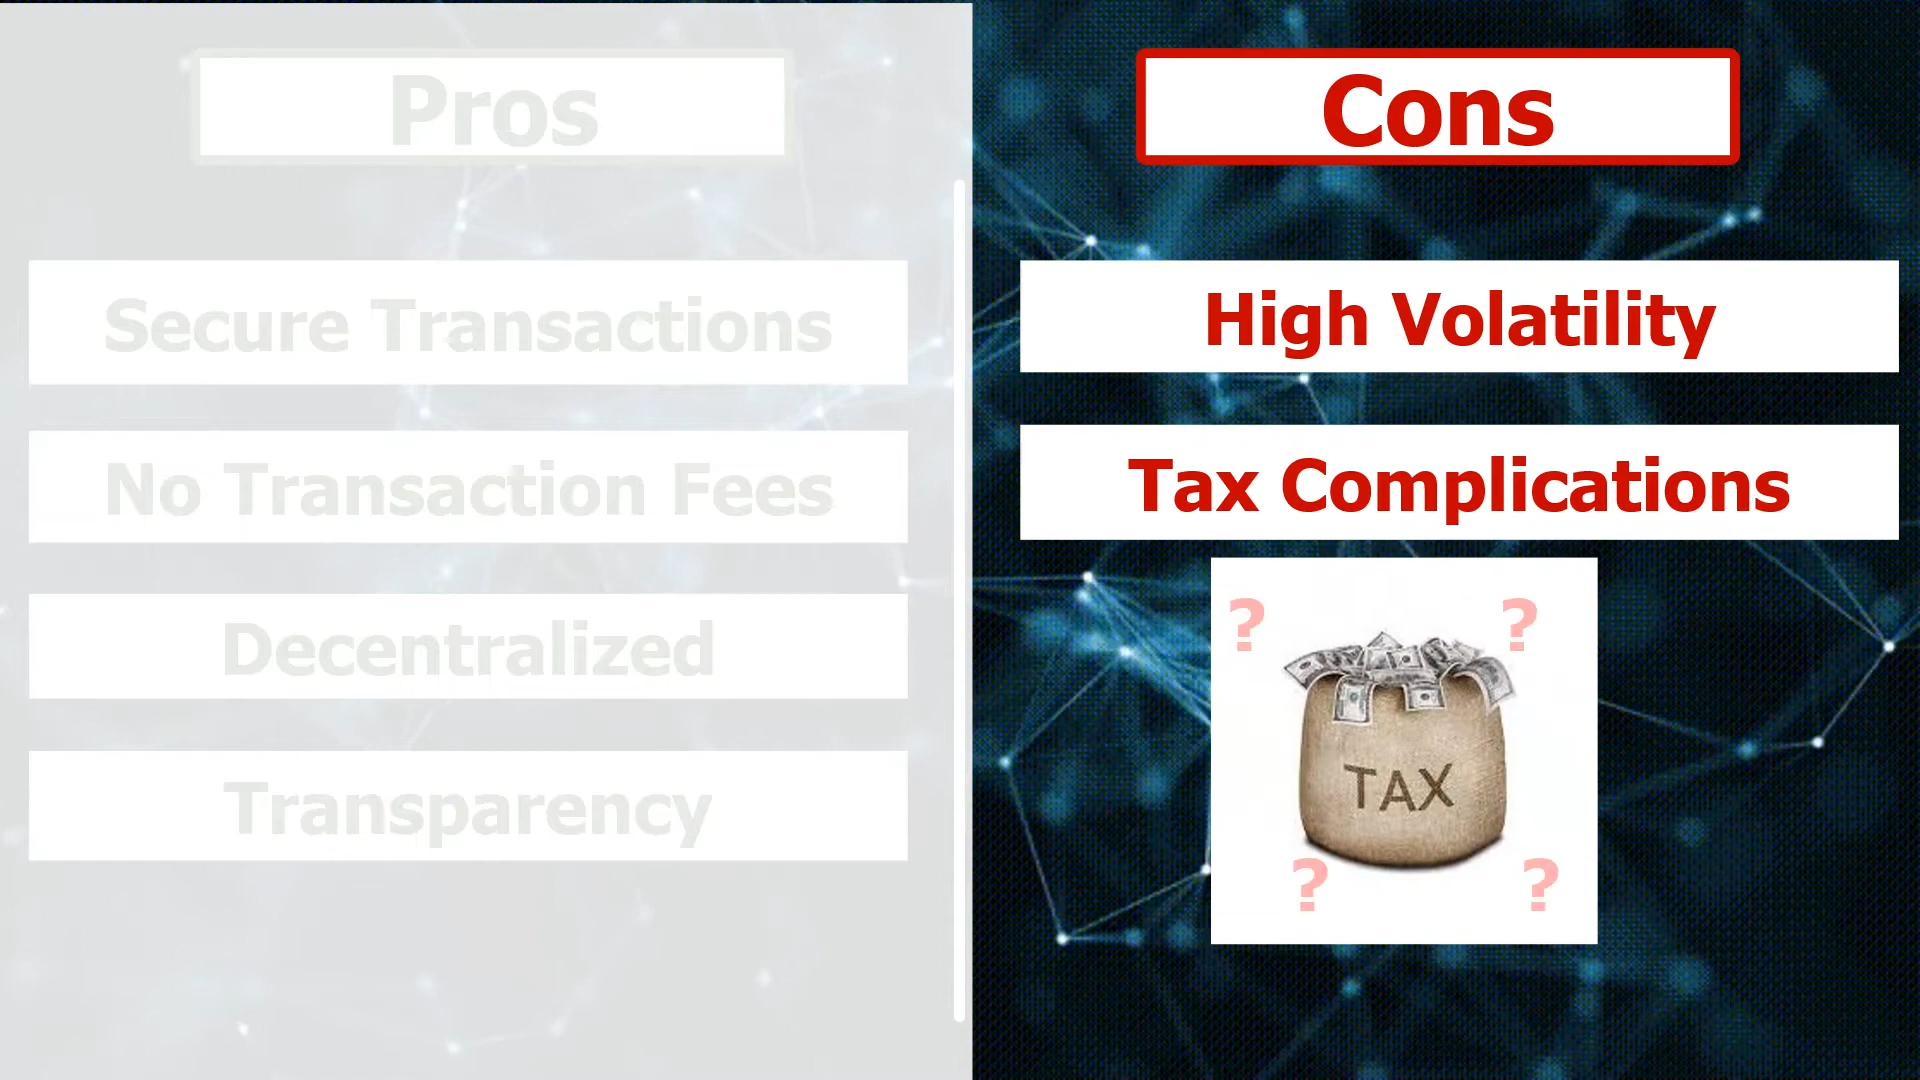 Pros
Secure Transactions
No Transaction Fees
Decentralized
Transparency
Cons
High Volatility
Tax Complications
? ?
TAX
? ?